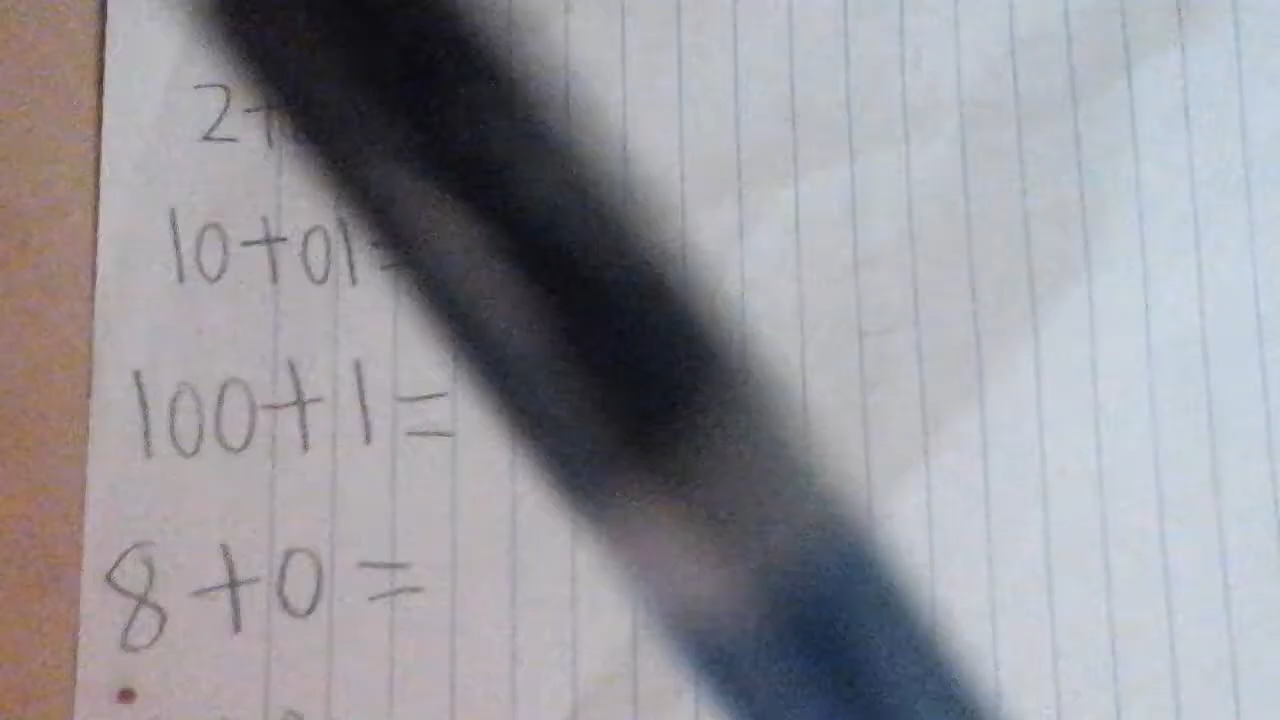 2+
10+01=
100+1=
8+0=